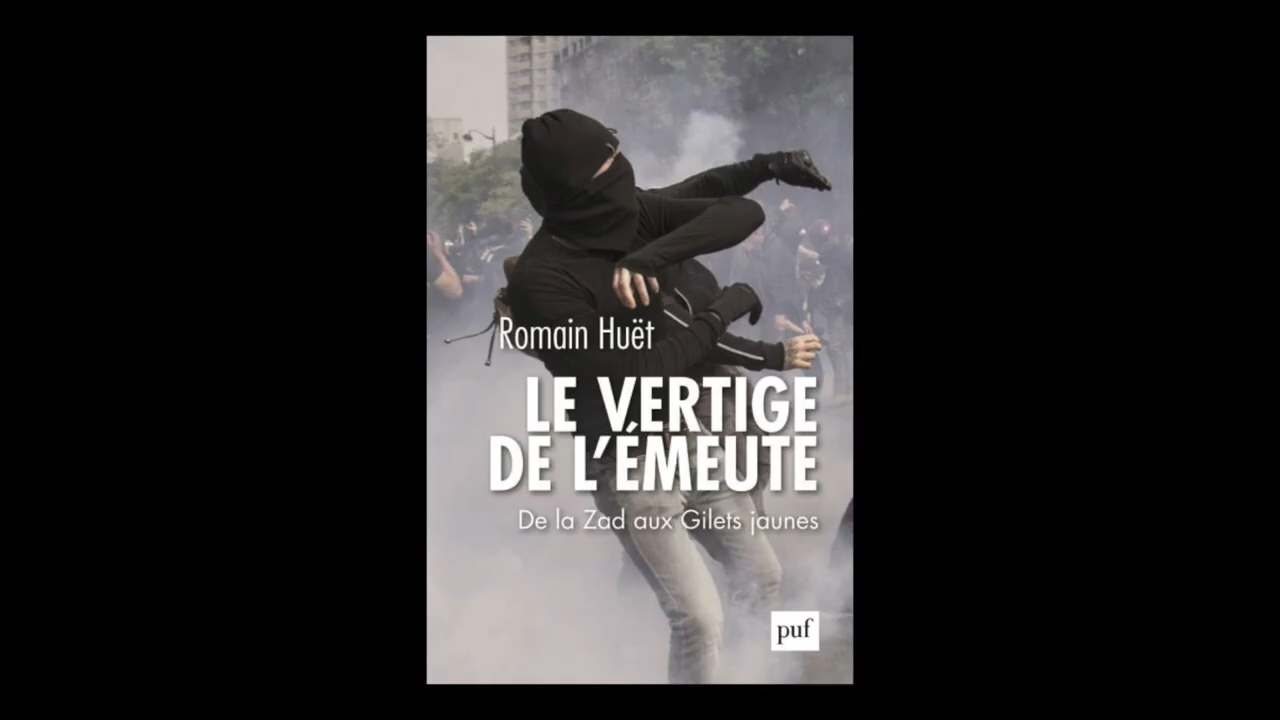 Romain Huët
LE VERTIGE
DE L'ÉMEUTE
De la Zad aux Gilets jaunes
puf